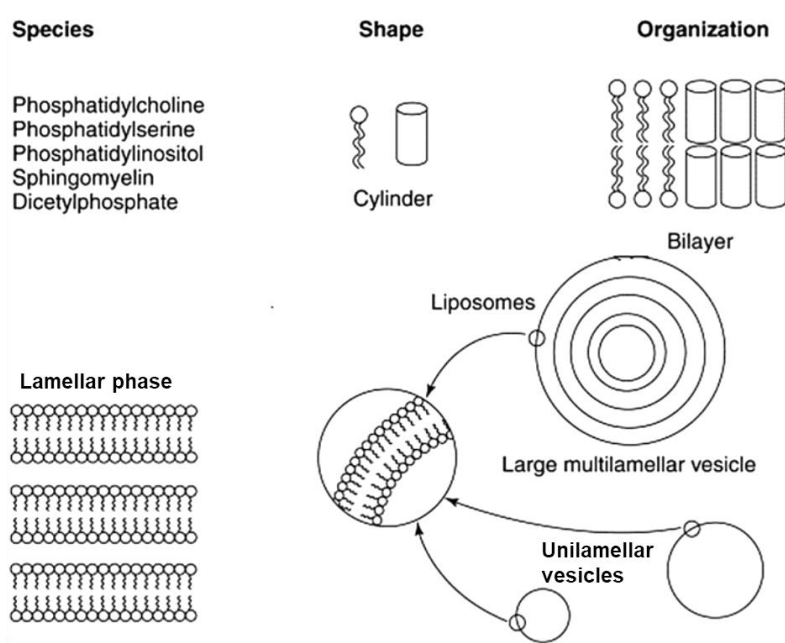 Species
Shape
Organization
Phosphatidylcholine
Phosphatidylserine
Phosphatidylinositol
Sphingomyelin
Dicetylphosphate
Cylinder
Bilayer
Liposomes
Lamellar phase
Large multilamellar vesicle
Unilamellar
vesicles